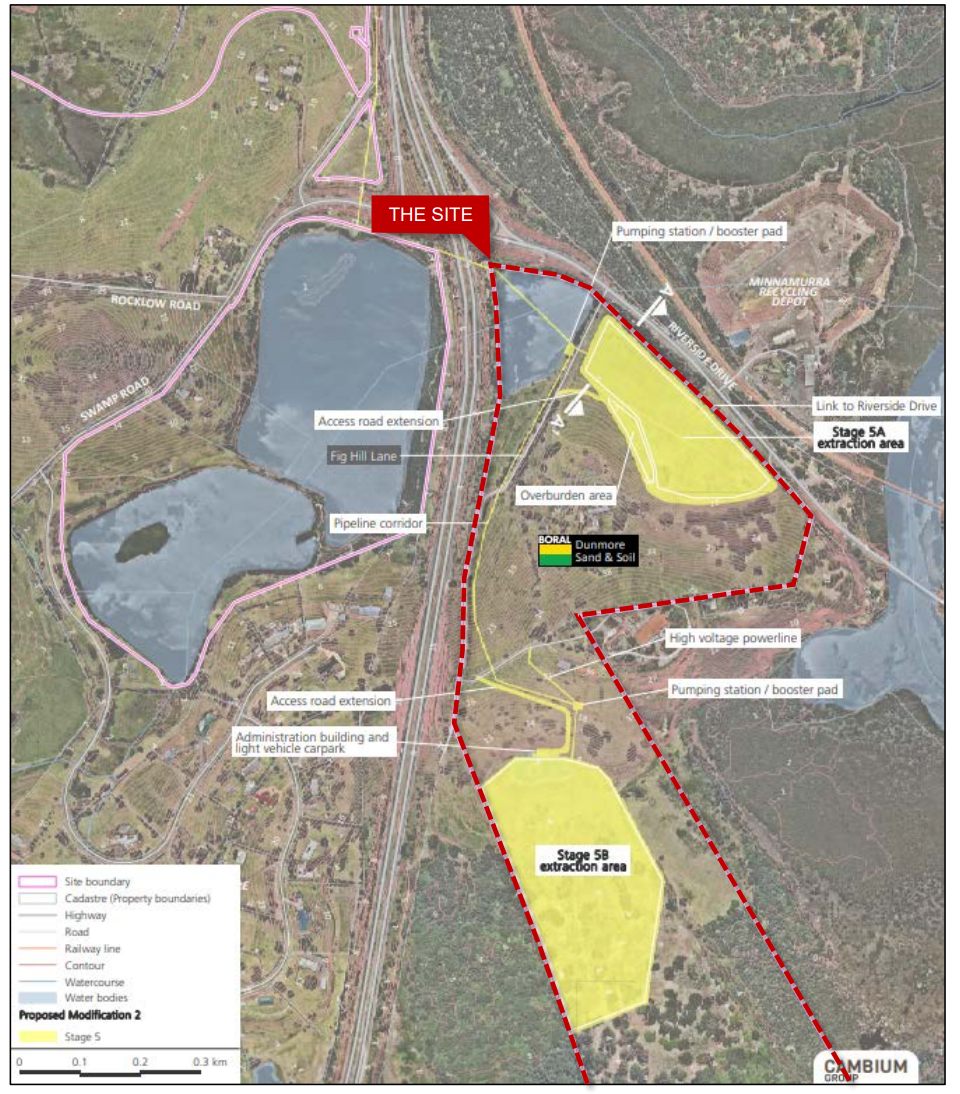 THE SITE
Pumping station / booster pad
MINNAMURRA
RECYCLING
DEPOT
ROCKLOW ROAD
A
RIVERSIDE DRIVE
SWAMP ROAD
Link to Riverside Drive
Access road extension
A'
Stage 5A
extraction area
Fig Hill Lane
Overburden area
Pipeline corridor
BORAL
Dunmore
Sand & Soil
High voltage powerline
Pumping station / booster pad
Access road extension
Administration building and
light vehicle carpark
Stage 5B
extraction area
Site boundary
Cadastre (Property boundaries)
Highway
Road
Railway line
Contour
Watercourse
Water bodies
Proposed Modification 2
Stage 5
0 0.1 0.2 0.3 km
CAMBIUM
GROUP